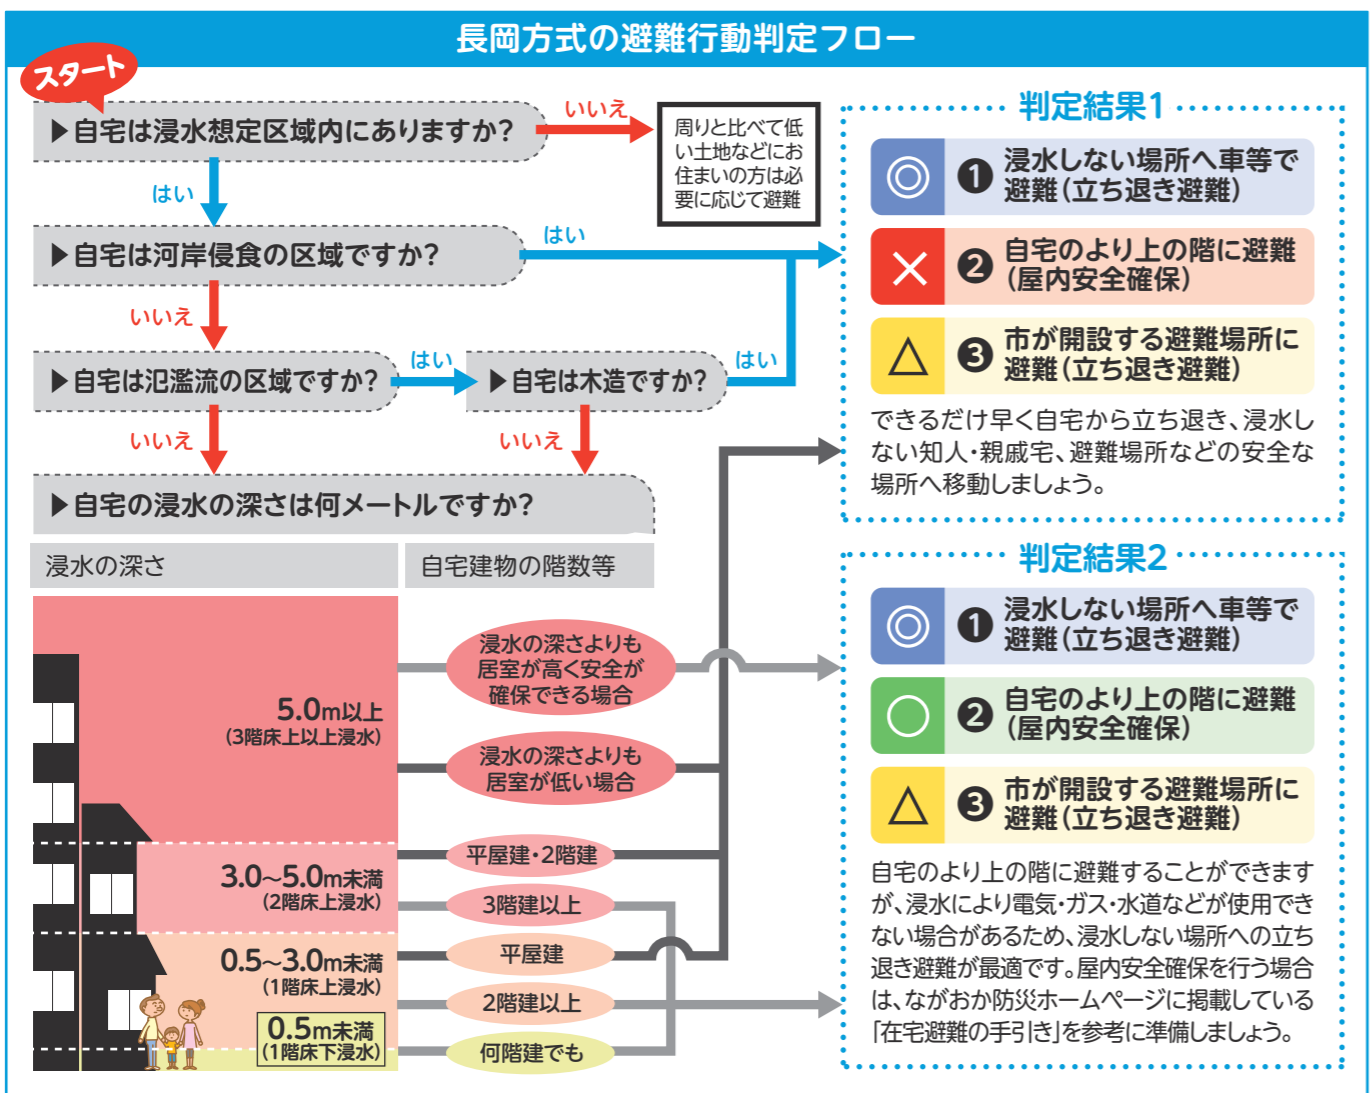 長岡方式の避難行動判定フロー
スタート
▶自宅は浸水想定区域内にありますか?
いいえ
周りと比べて低
い土地などにお
住まいの方は必
要に応じて避難
はい
▶自宅は河岸侵食の区域ですか?
はい
いいえ
▶自宅は氾濫流の区域ですか?
はい
▶自宅は木造ですか?
はい
いいえ
いいえ
▶自宅の浸水の深さは何メートルですか?
浸水の深さ
自宅建物の階数等
5.0m以上
(3階床上以上浸水)
浸水の深さよりも
居室が高く安全が
確保できる場合
浸水の深さよりも
居室が低い場合
3.0〜5.0m未満
(2階床上浸水)
平屋建・2階建
3階建以上
0.5〜3.0m未満
(1階床上浸水)
平屋建
2階建以上
0.5m未満
(1階床下浸水)
何階建でも
判定結果1
◎ ❶ 浸水しない場所へ車等で
避難(立ち退き避難)
× ❷ 自宅のより上の階に避難
(屋内安全確保)
△ ❸ 市が開設する避難場所に
避難(立ち退き避難)
できるだけ早く自宅から立ち退き、浸水し
ない知人・親戚宅、避難場所などの安全な
場所へ移動しましょう。
判定結果2
◎ ❶ 浸水しない場所へ車等で
避難(立ち退き避難)
○ ❷ 自宅のより上の階に避難
(屋内安全確保)
△ ❸ 市が開設する避難場所に
避難(立ち退き避難)
自宅のより上の階に避難することができます
が、浸水により電気・ガス・水道などが使用でき
ない場合があるため、浸水しない場所への立ち
退き避難が最適です。屋内安全確保を行う場合
は、ながおか防災ホームページに掲載している
「在宅避難の手引き」を参考に準備しましょう。